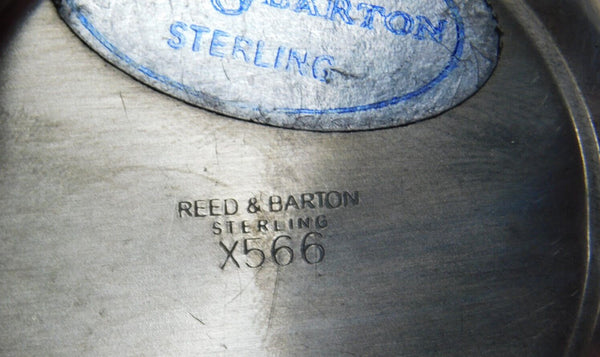 & BARTON
STERLING
REED & BARTON
STERLING
X566